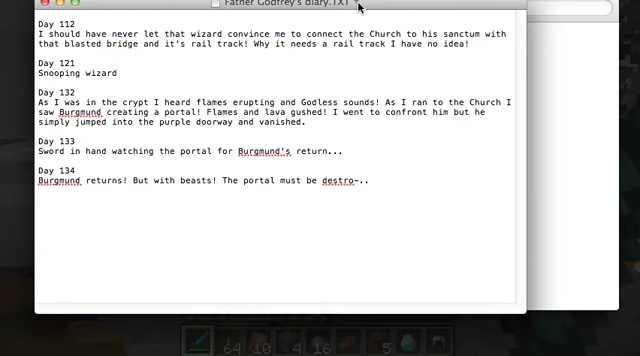 Father Godfrey's diary.TXT
Day 112
I should have never let that wizard convince me to connect the Church to his sanctum with
that blasted bridge and it's rail track! Why it needs a rail track I have no idea!
Day 121
Snooping wizard
Day 132
As I was in the crypt I heard flames erupting and Godless sounds! As I ran to the Church I
saw Burgmund creating a portal! Flames and lava gushed! I went to confront him but he
simply jumped into the purple doorway and vanished.
Day 133
Sword in hand watching the portal for Burgmund's return...
Day 134
Burgmund returns! But with beasts! The portal must be destro—..
64 10 4 16 5